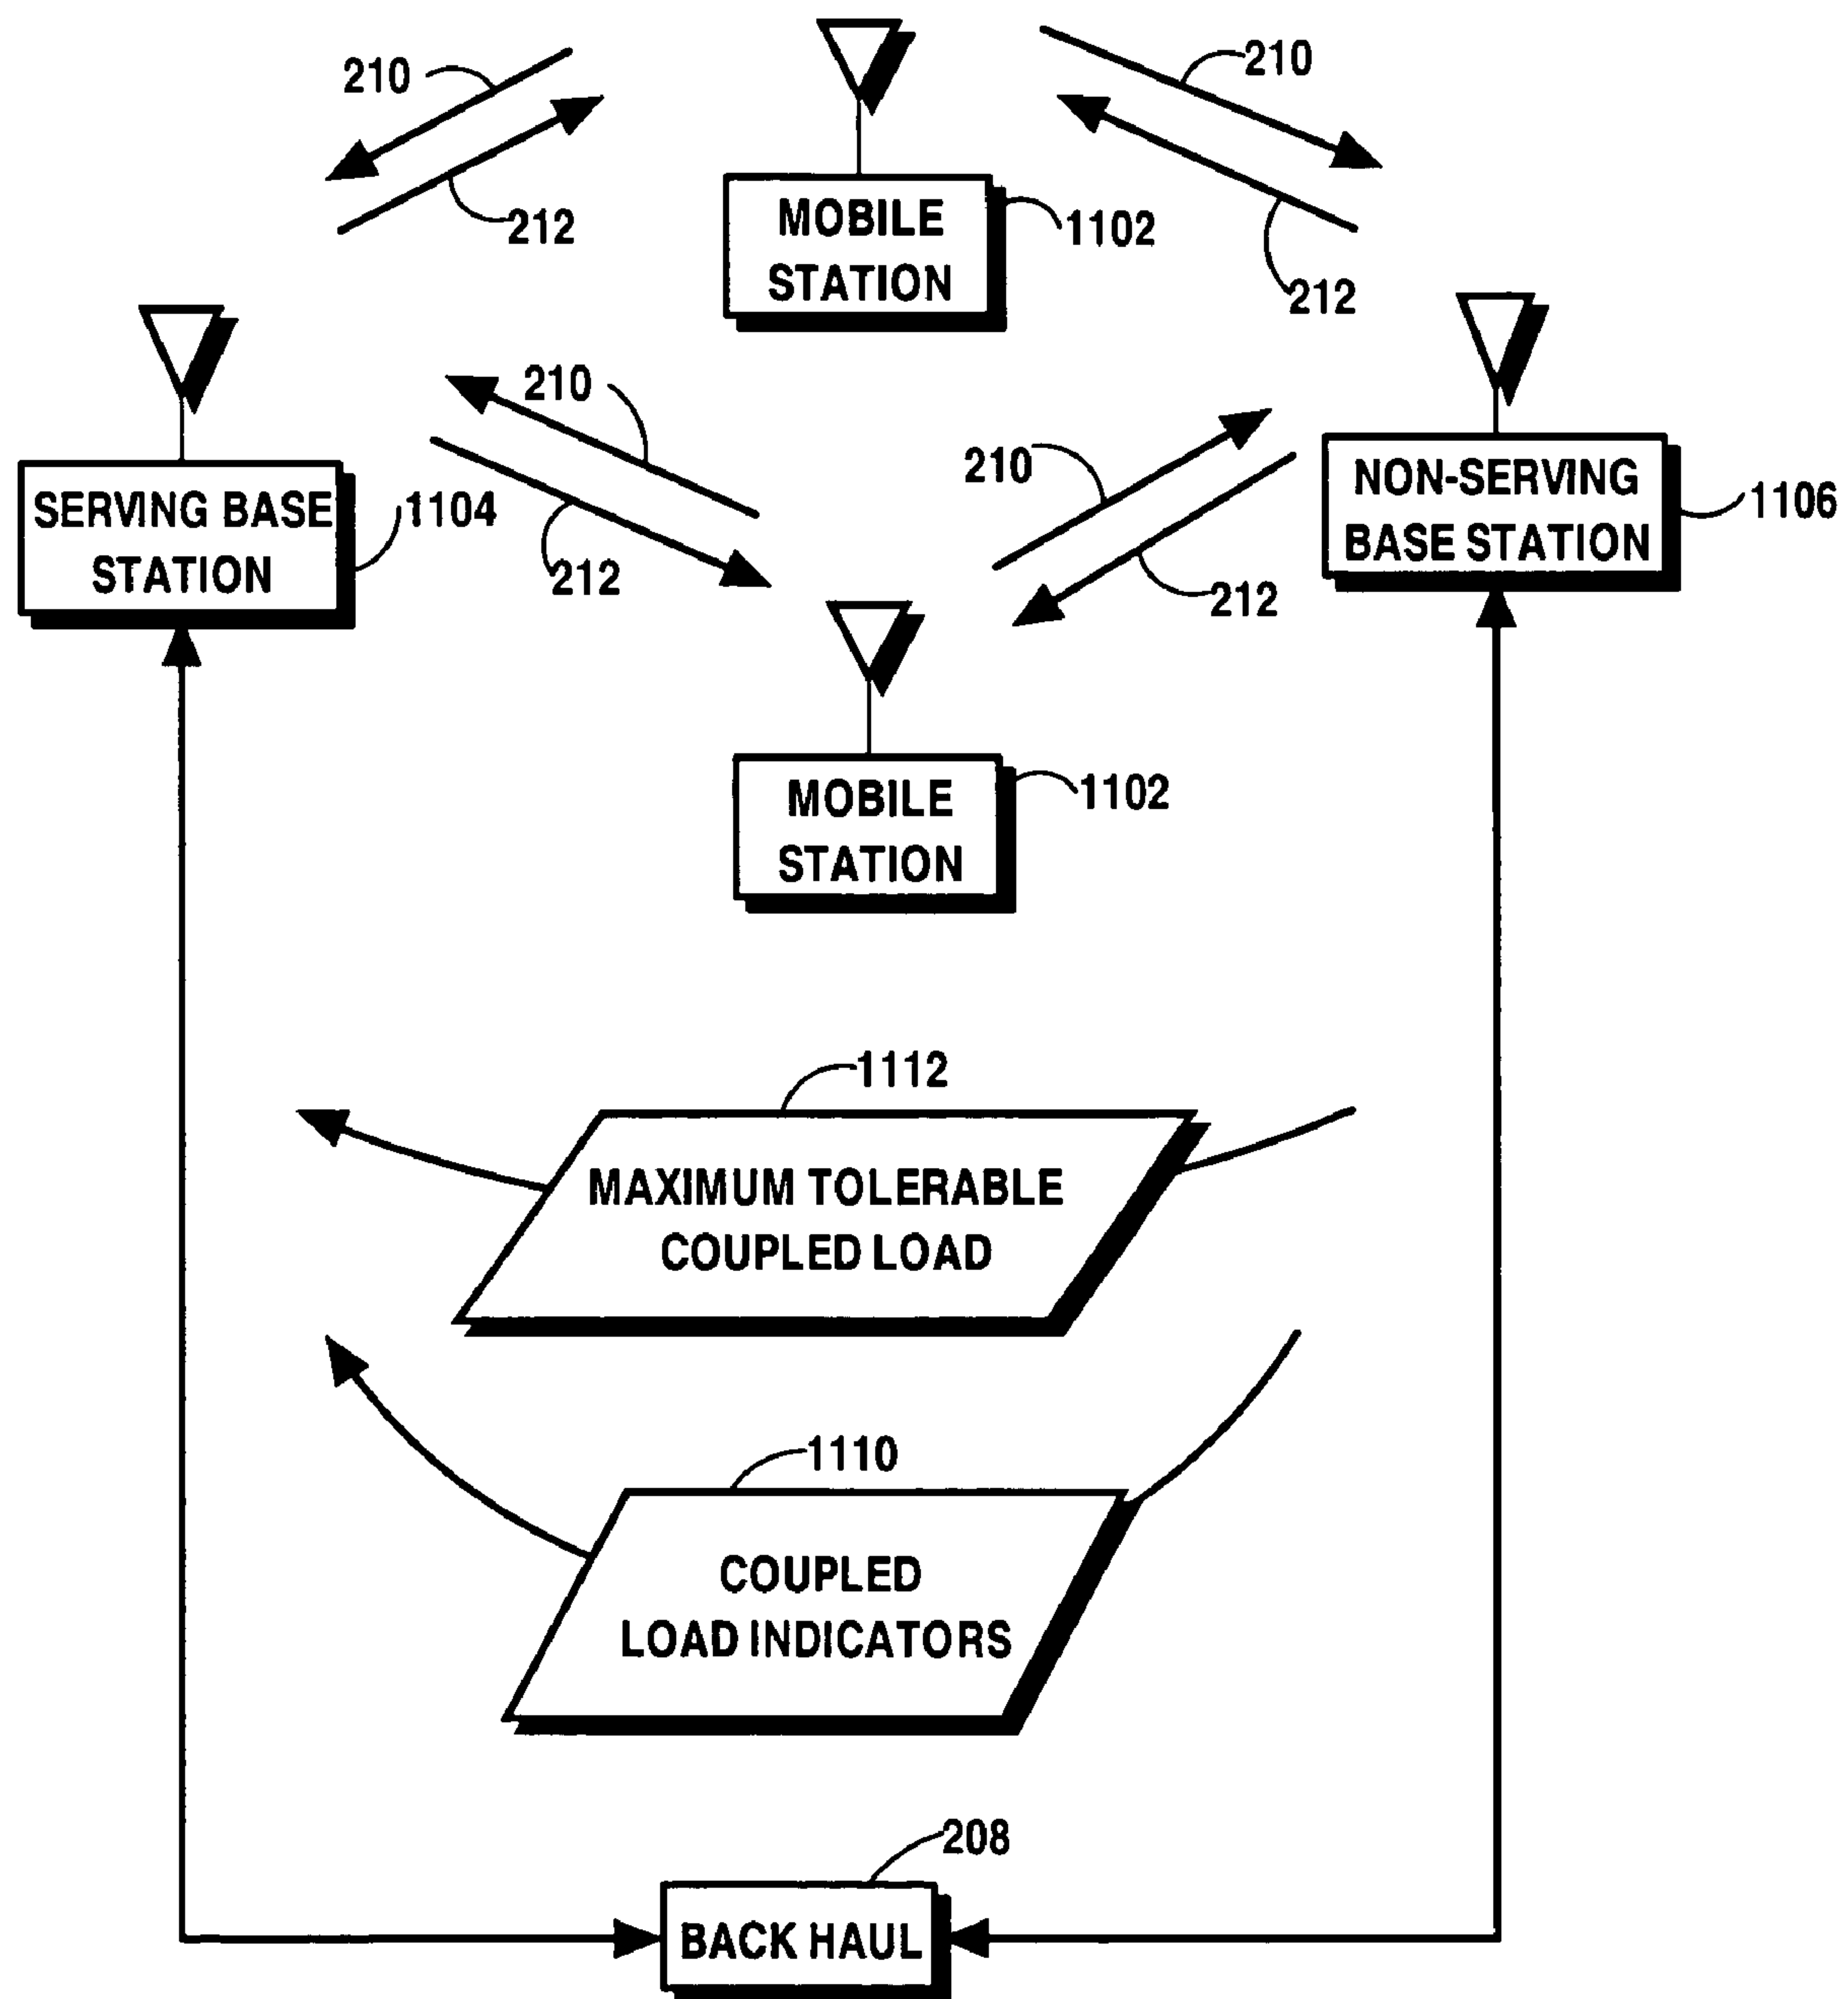 210
210
212
MOBILE
STATION
1102
212
210
SERVING BASE
STATION
1104
212
210
NON-SERVING
BASE STATION
1106
212
MOBILE
STATION
1102
1112
MAXIMUM TOLERABLE
COUPLED LOAD
1110
COUPLED
LOAD INDICATORS
208
BACK HAUL